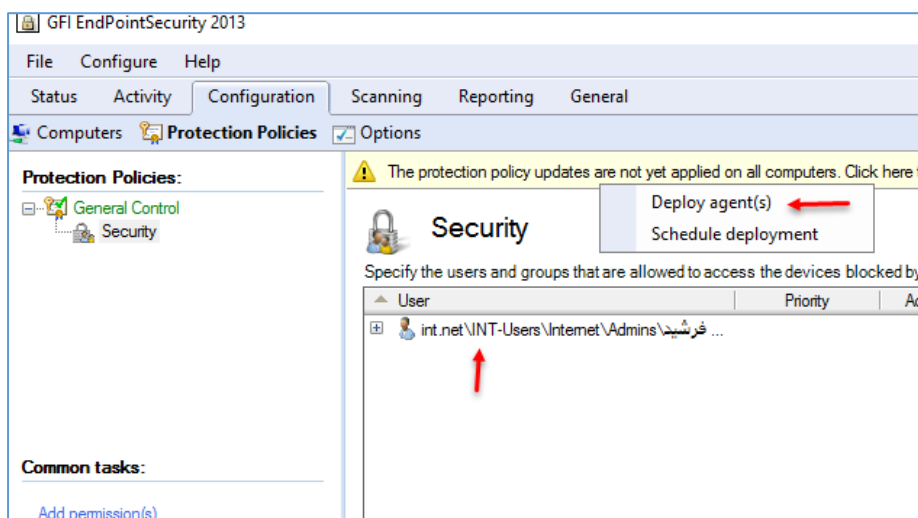 GFI EndPointSecurity 2013
File Configure Help
Status Activity Configuration Scanning Reporting General
Computers Protection Policies Options
Protection Policies:
General Control
Security
The protection policy updates are not yet applied on all computers. Click here
Deploy agent(s)
Schedule deployment
Security
Specify the users and groups that are allowed to access the devices blocked by
User Priority
int.net\INT-Users\Internet\Admins\فرشيد ...
Common tasks:
Add permission(s)